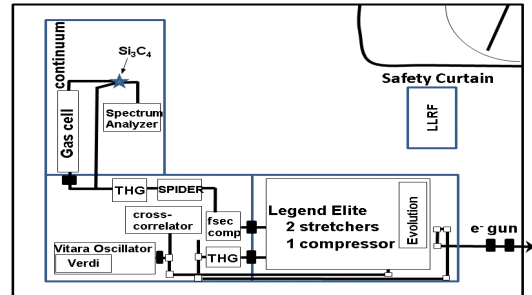 continuum
Si3C4
Gas cell
Spectrum
Analyzer
Safety Curtain
LLRF
THG
SPIDER
cross-
correlator
fsec
comp
Legend Elite
2 stretchers
1 compressor
Evolution
e- gun
Vitara Oscillator
Verdi
THG